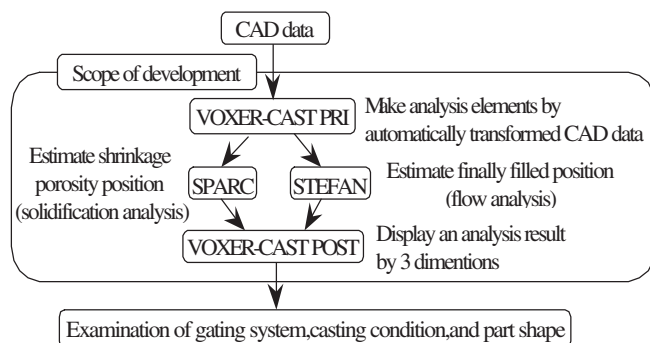 CAD data
Scope of development
VOXER-CAST PRI
Make analysis elements by
automatically transformed CAD data
Estimate shrinkage
porosity position
(solidification analysis)
SPARC
STEFAN
Estimate finally filled position
(flow analysis)
VOXER-CAST POST
Display an analysis result
by 3 dimentions
Examination of gating system,casting condition,and part shape